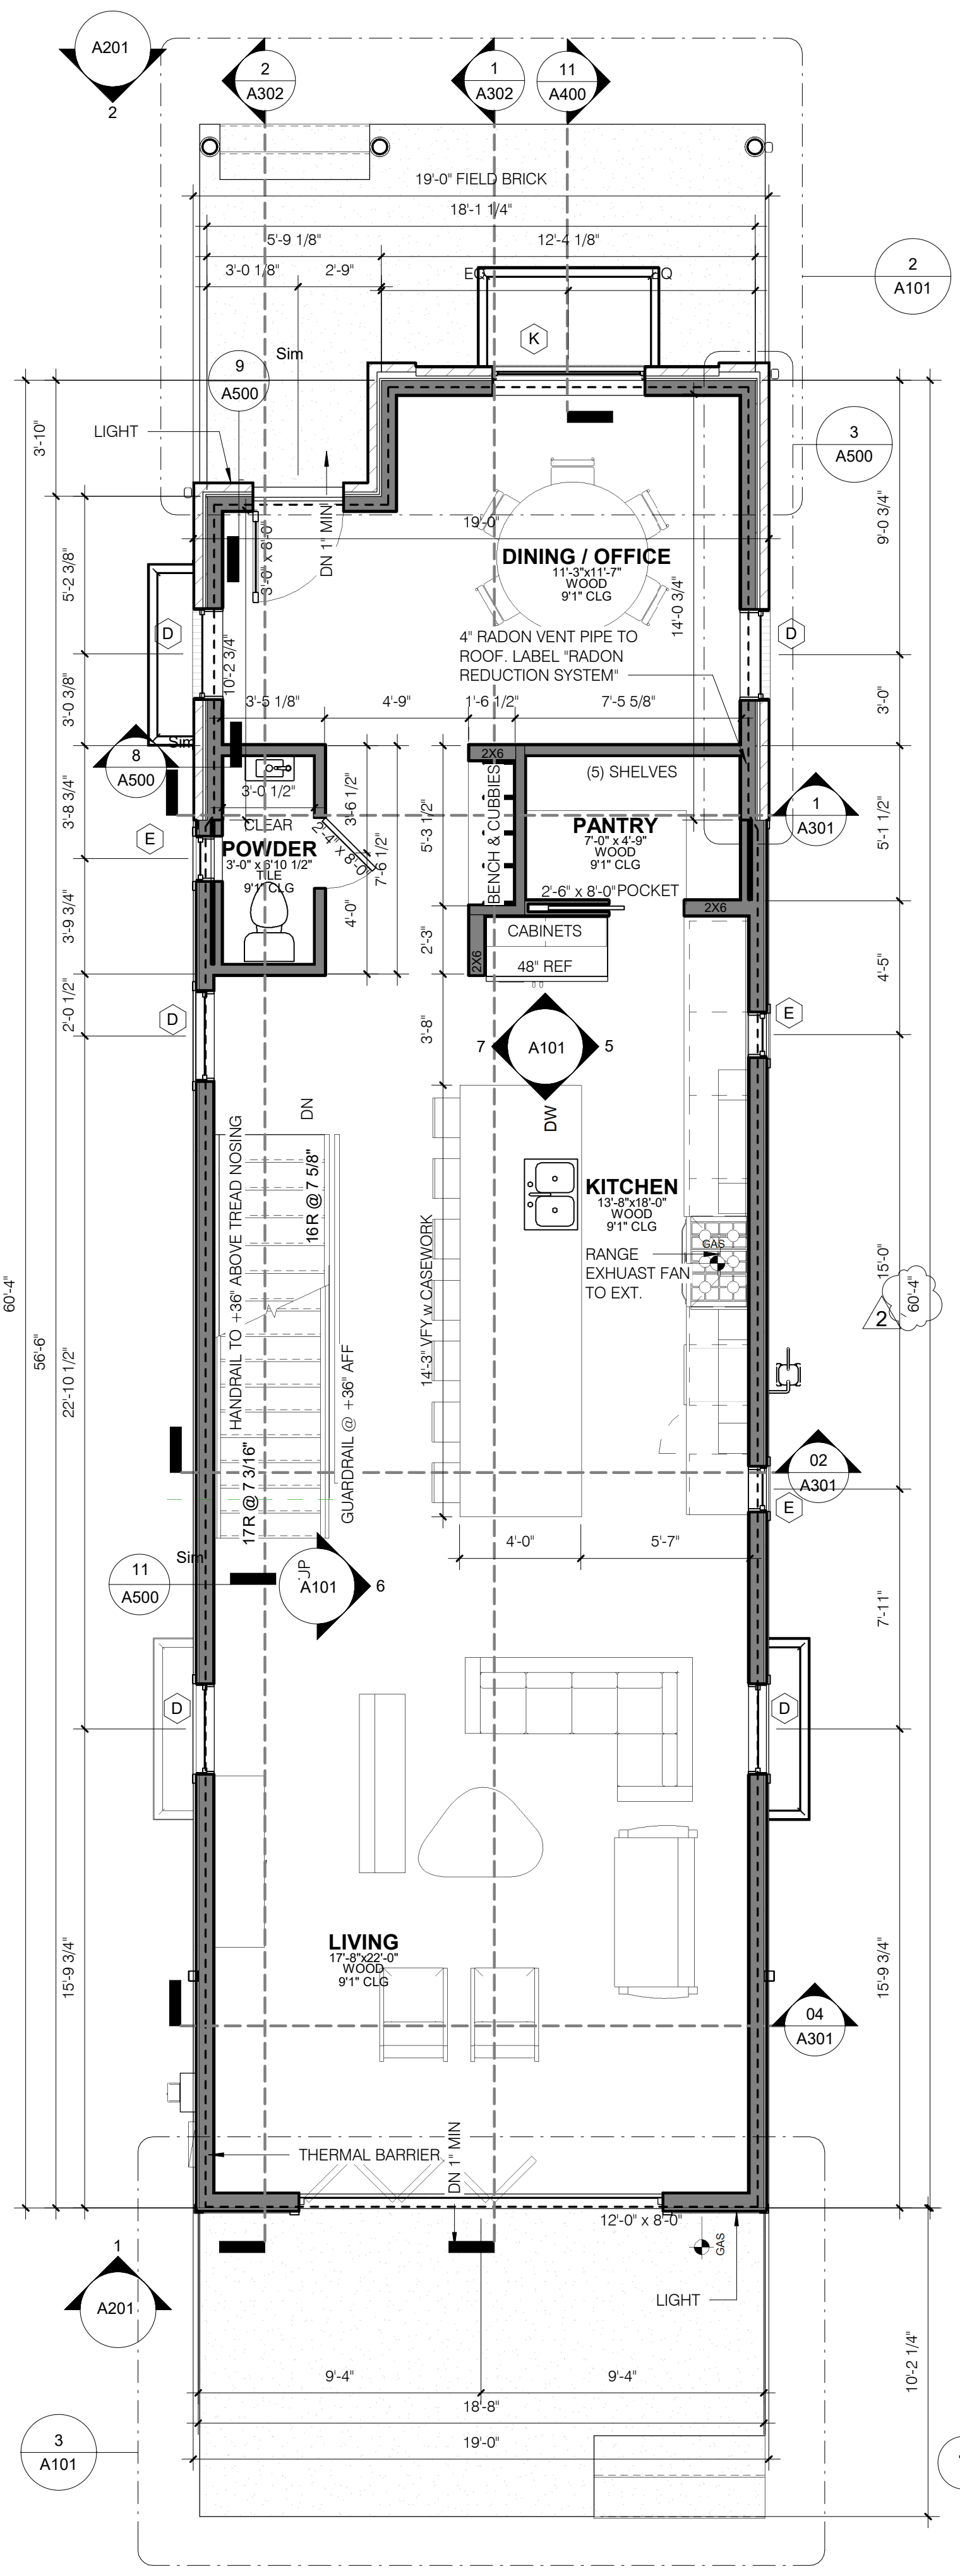 A201
2
2
A302
1
A302
11
A400
19'-0" FIELD BRICK
18'-1 1/4"
5'-9 1/8"
12'-4 1/8"
3'-0 1/8"
2'-9"
EQ
EQ
2
A101
K
Sim
9
A500
LIGHT
3
A500
3'-10"
9'-0 3/4"
19'-0"
DN 1" MIN
3'-0" x 8'-0"
DINING / OFFICE
11'-3"x11'-7"
WOOD
9'1" CLG
5'-2 3/8"
14'-0 3/4"
D
D
4" RADON VENT PIPE TO
ROOF. LABEL "RADON
REDUCTION SYSTEM"
10'-2 3/4"
3'-0 3/8"
3'-0"
3'-5 1/8"
4'-9"
1'-6 1/2"
7'-5 5/8"
Sim
8
A500
2X6
(5) SHELVES
3'-0 1/2"
CLEAR
3'-6 1/2"
2'-4" x 8'-0"
7'-6 1/2"
5'-3 1/2"
BENCH & CUBBIES
3'-8 3/4"
5'-1 1/2"
1
A301
PANTRY
7'-0" x 4'-9"
WOOD
9'1" CLG
E
POWDER
3'-0" x 6'10 1/2"
TILE
9'1" CLG
2'-6" x 8'-0"POCKET
2X6
3'-9 3/4"
4'-0"
2'-3"
CABINETS
2X6
48" REF
4'-5"
2'-0 1/2"
D
3'-8"
E
7
A101
5
DN
DW
HANDRAIL TO +36" ABOVE TREAD NOSING
16R @ 7 5/8"
KITCHEN
13'-8"x18'-0"
WOOD
9'1" CLG
GAS
RANGE
EXHUAST FAN
TO EXT.
14'-3" VFY w CASEWORK
15'-0"
60'-4"
2
60'-4"
56'-6"
22'-10 1/2"
GUARDRAIL @ +36" AFF
17R @ 7 3/16"
02
A301
E
4'-0"
5'-7"
Sim
11
A500
A101
6
7'-11"
D
D
LIVING
17'-8"x22'-0"
WOOD
9'1" CLG
15'-9 3/4"
15'-9 3/4"
04
A301
THERMAL BARRIER
DN 1" MIN
12'-0" x 8'-0"
GAS
1
A201
LIGHT
9'-4"
9'-4"
10'-2 1/4"
18'-8"
19'-0"
3
A101